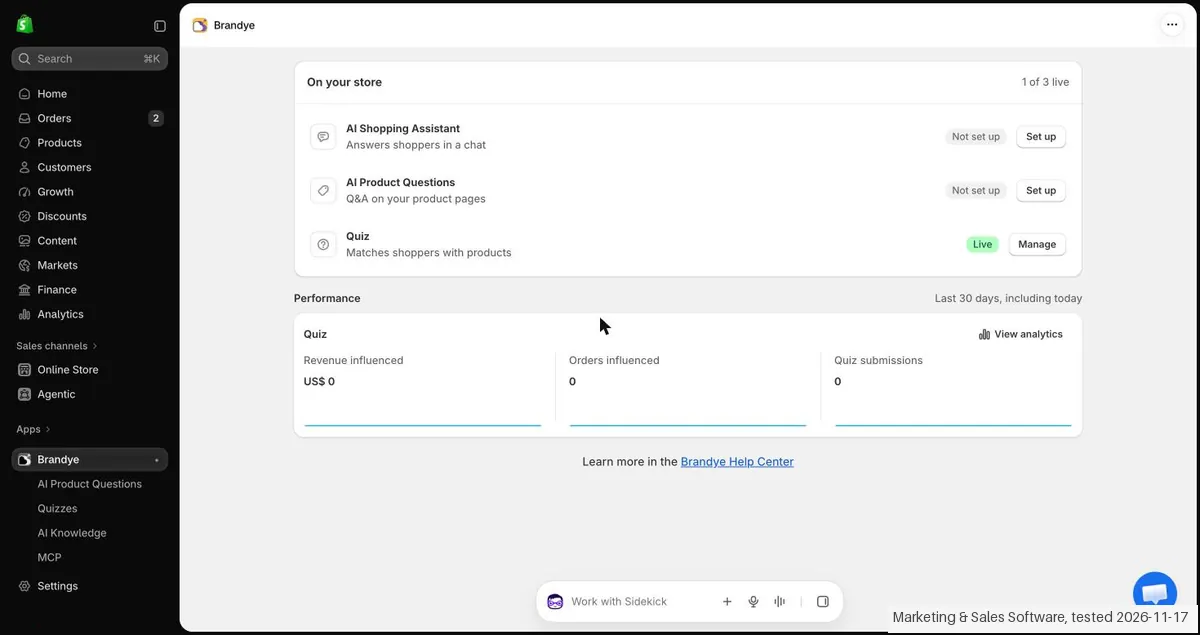 Search ⌘K
Home
Orders 2
Products
Customers
Growth
Discounts
Content
Markets
Finance
Analytics
Sales channels
Online Store
Agentic
Apps
Brandye
AI Product Questions
Quizzes
AI Knowledge
MCP
Settings
Brandye
On your store 1 of 3 live
AI Shopping Assistant
Answers shoppers in a chat
Not set up Set up
AI Product Questions
Q&A on your product pages
Not set up Set up
Quiz
Matches shoppers with products
Live Manage
Performance Last 30 days, including today
Quiz View analytics
Revenue influenced
US$ 0
Orders influenced
0
Quiz submissions
0
Learn more in the Brandye Help Center
Work with Sidekick
Marketing & Sales Software, tested 2026-11-17